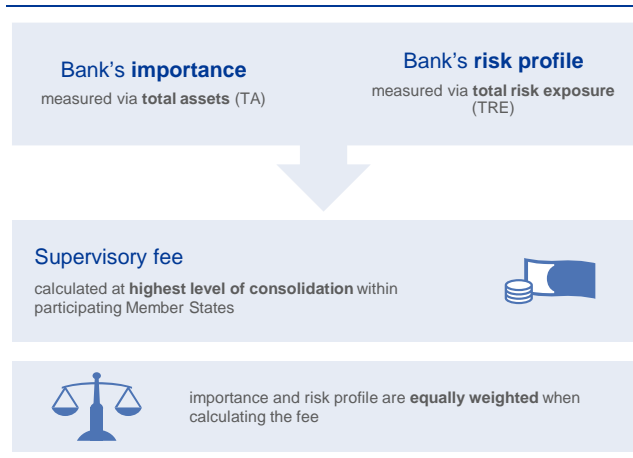 Bank's importance
measured via total assets (TA)
Bank's risk profile
measured via total risk exposure
(TRE)
Supervisory fee
calculated at highest level of consolidation within
participating Member States
importance and risk profile are equally weighted when
calculating the fee